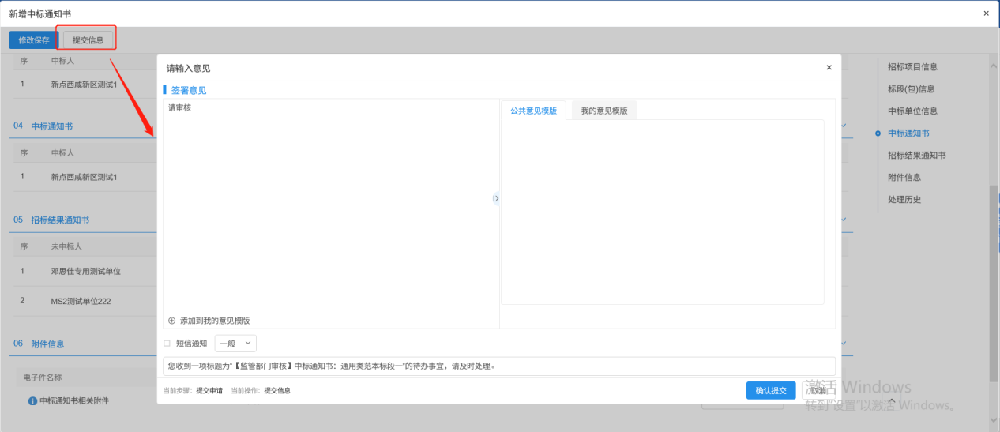 新增中标通知书
×
修改保存
提交信息
序 中标人
1 新点西咸新区测试1
04 中标通知书
序 中标人
1 新点西咸新区测试1
05 招标结果通知书
序 未中标人
1 邓思佳专用测试单位
2 MS2测试单位222
06 附件信息
电子件名称
中标通知书相关附件
请输入意见
×
签署意见
请审核
公共意见模版
我的意见模版
添加到我的意见模版
短信通知
一般
您收到一项标题为“【监管部门审核】中标通知书：通用类范本标段一”的待办事宜，请及时处理。
当前步骤：提交申请 当前操作：提交信息
确认提交
取消
招标项目信息
标段(包)信息
中标单位信息
中标通知书
招标结果通知书
附件信息
处理历史
激活 Windows
转到“设置”以激活 Windows。